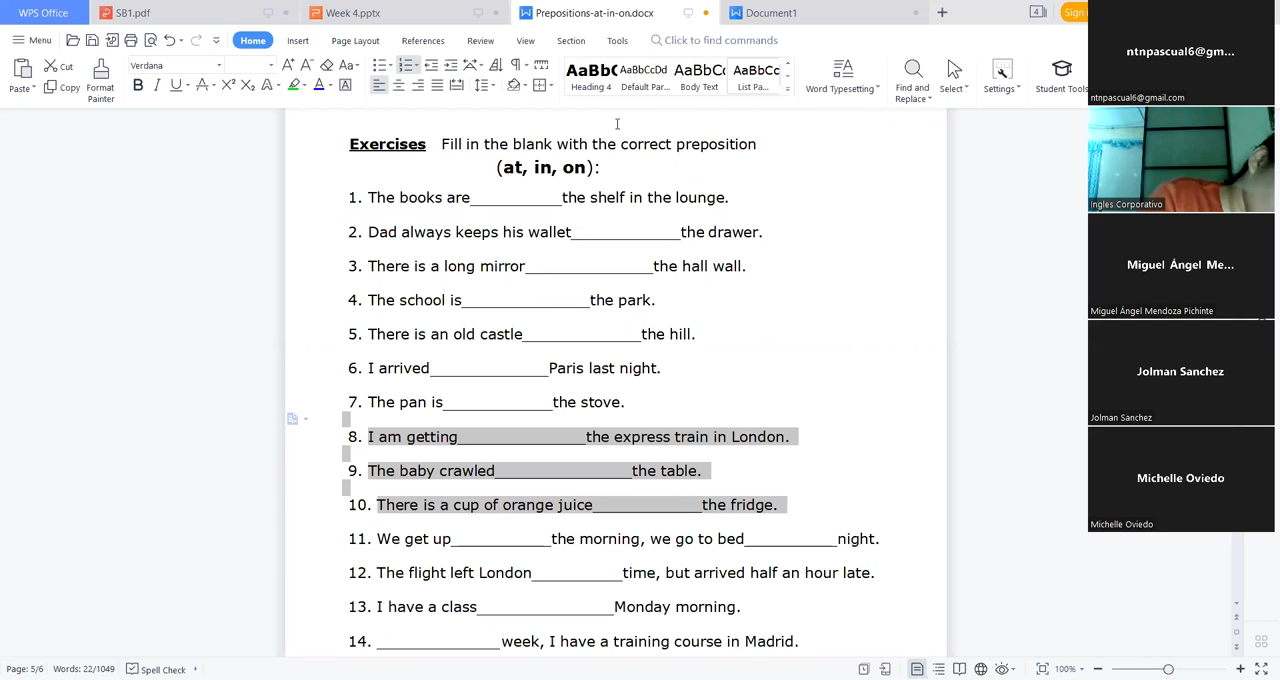 WPS Office SB1.pdf Week 4.pptx Prepositions-at-in-on.docx Document1 + 4 Sign
Menu Home Insert Page Layout References Review View Section Tools Click to find commands
Verdana
Cut Copy Paste Format Painter
AaBbC AaBbCcDd AaBbCc AaBbCc
Heading 4 Default Par... Body Text List Pa...
Word Typesetting Find and Replace Select Settings Student Tools
Exercises Fill in the blank with the correct preposition
(at, in, on):
1. The books are__________the shelf in the lounge.
2. Dad always keeps his wallet____________the drawer.
3. There is a long mirror______________the hall wall.
4. The school is______________the park.
5. There is an old castle_____________the hill.
6. I arrived_____________Paris last night.
7. The pan is____________the stove.
8. I am getting______________the express train in London.
9. The baby crawled_______________the table.
10. There is a cup of orange juice____________the fridge.
11. We get up___________the morning, we go to bed__________night.
12. The flight left London__________time, but arrived half an hour late.
13. I have a class_______________Monday morning.
14. _____________week, I have a training course in Madrid.
Page: 5/6 Words: 22/1049 Spell Check 100%
ntnpascual6@gm...
ntnpascual6@gmail.com
Ingles Corporativo
Miguel Ángel Me...
Miguel Ángel Mendoza Pichinte
Jolman Sanchez
Jolman Sanchez
Michelle Oviedo
Michelle Oviedo